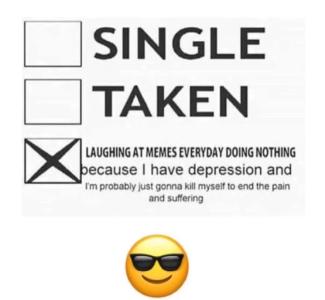 SINGLE
TAKEN
LAUGHING AT MEMES EVERYDAY DOING NOTHING
because I have depression and
I'm probably just gonna kill myself to end the pain
and suffering